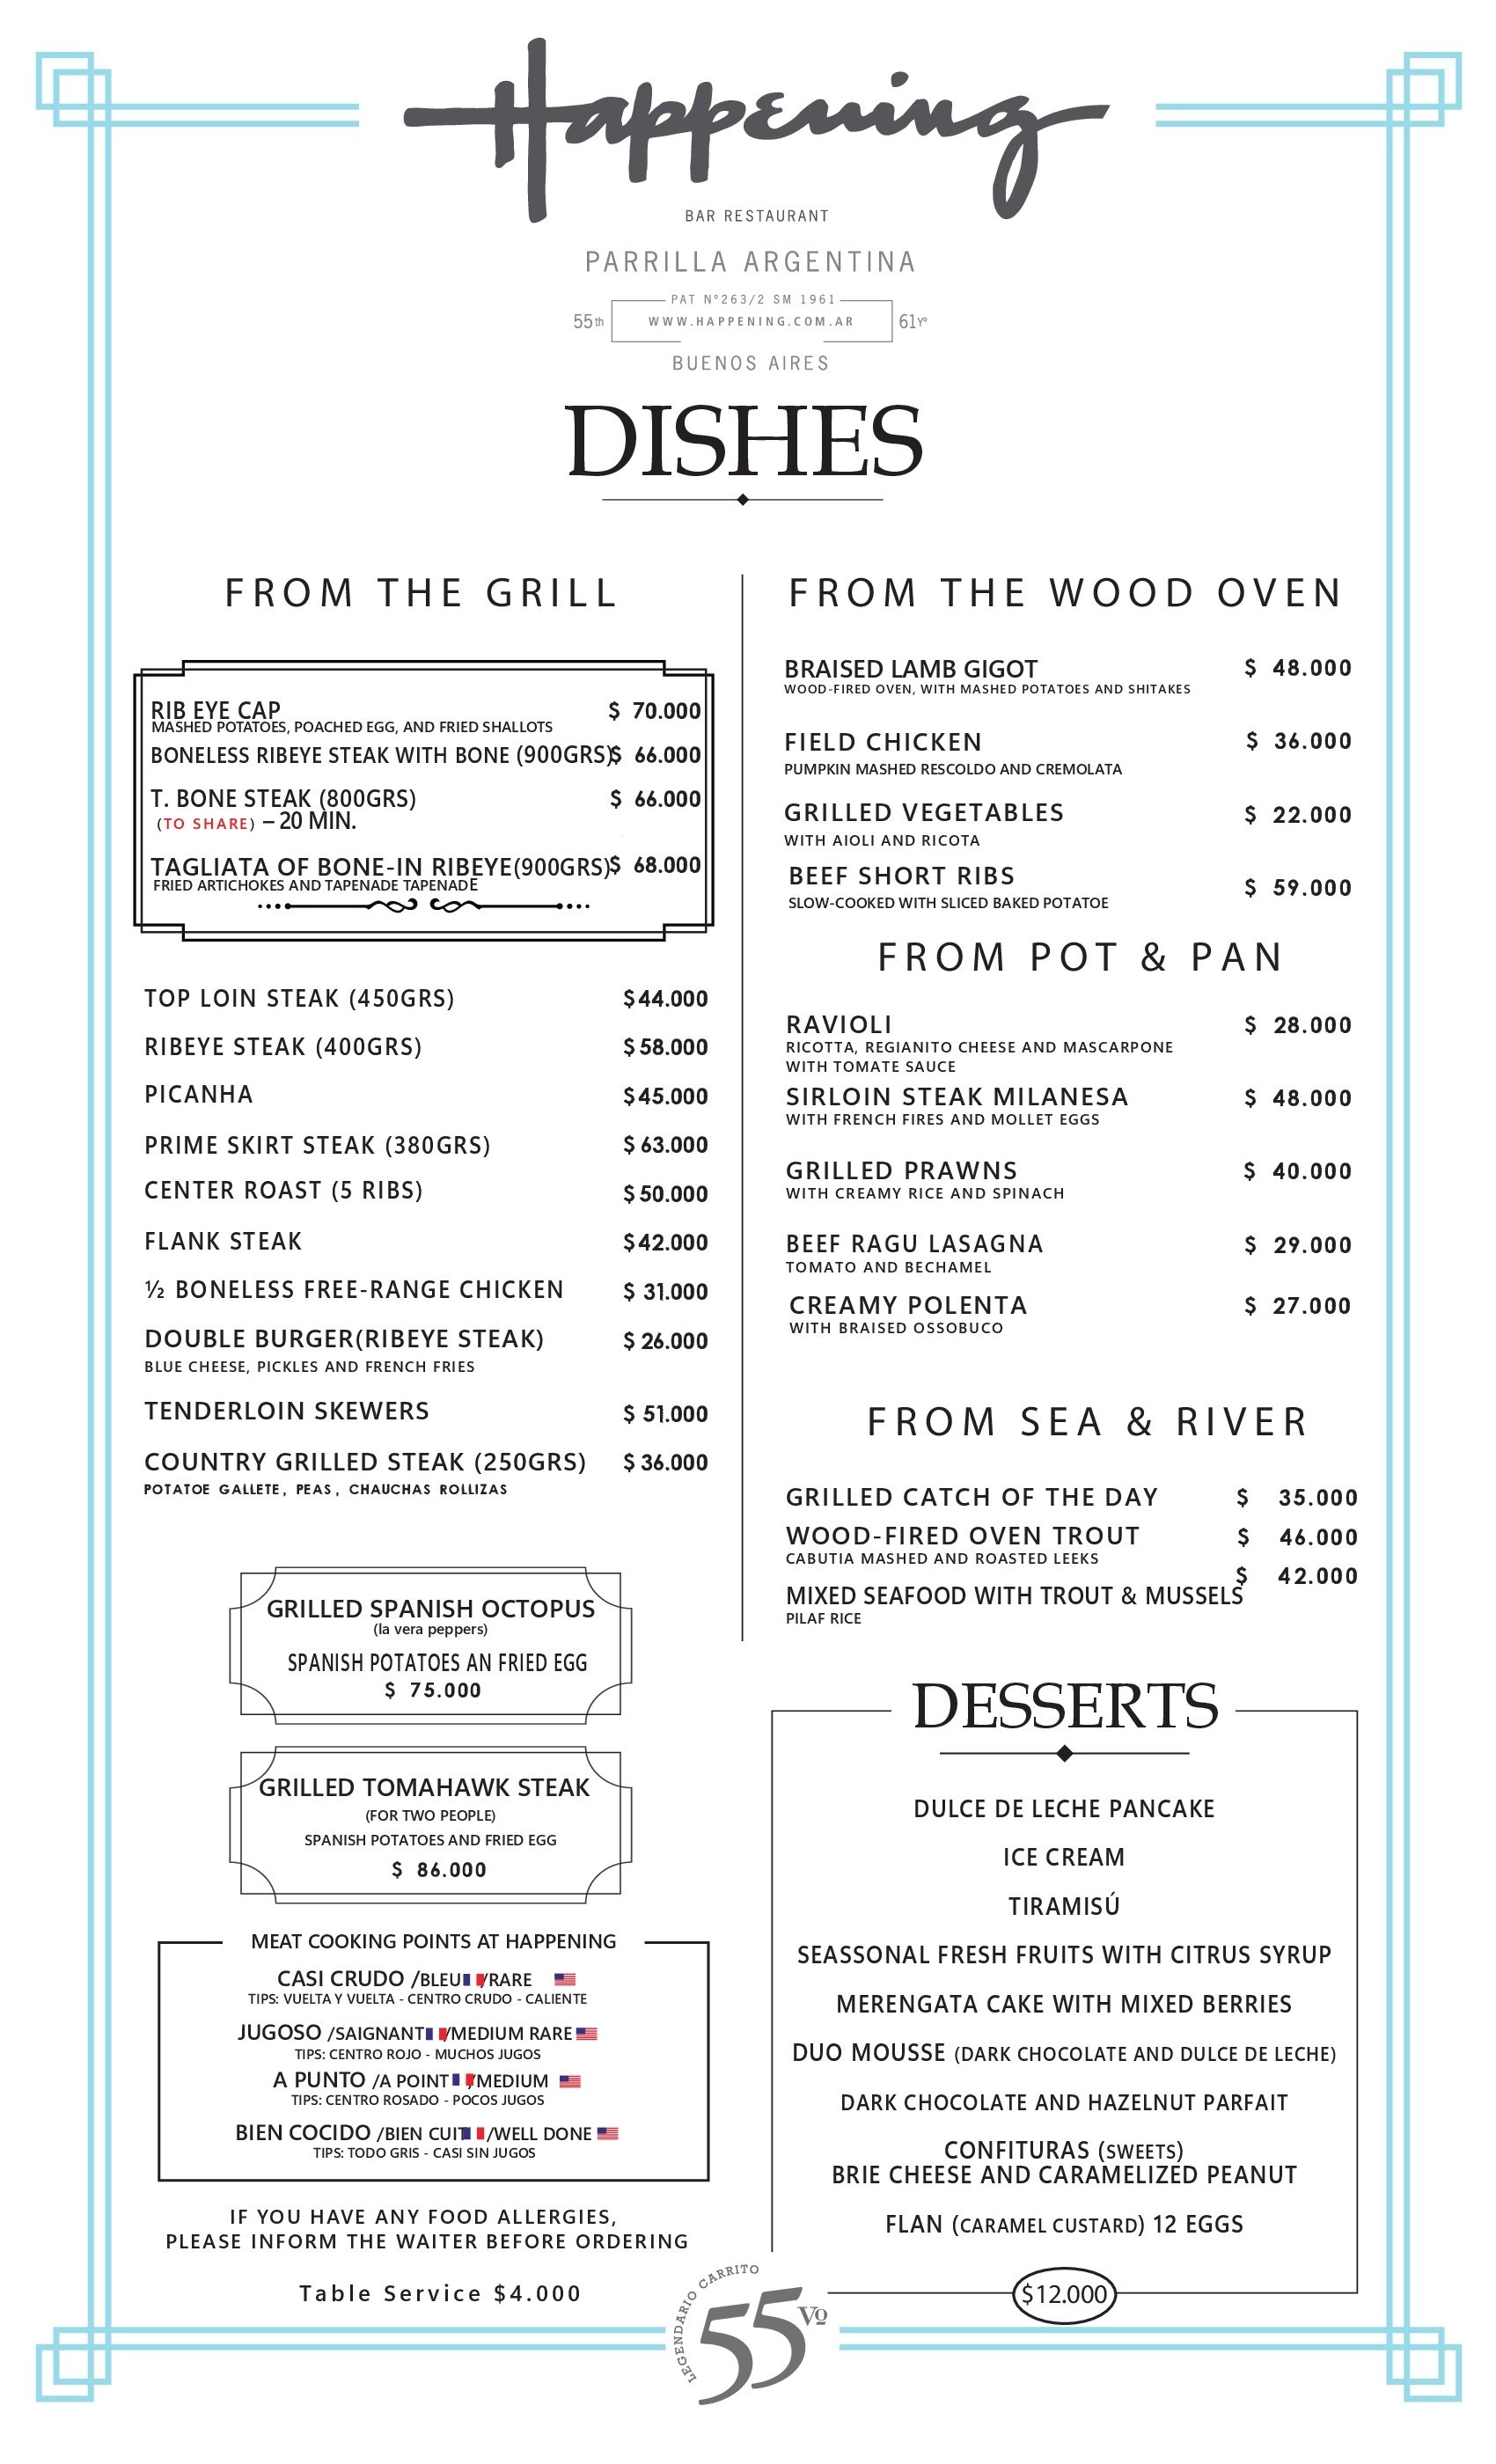 Happening
BAR RESTAURANT
PARRILLA ARGENTINA
PAT N°263/2 SM 1961
55th WWW.HAPPENING.COM.AR 61Yº
BUENOS AIRES
DISHES
FROM THE GRILL
RIB EYE CAP $ 70.000
MASHED POTATOES, POACHED EGG, AND FRIED SHALLOTS
BONELESS RIBEYE STEAK WITH BONE (900GRS) $ 66.000
T. BONE STEAK (800GRS) $ 66.000
(TO SHARE) – 20 MIN.
TAGLIATA OF BONE-IN RIBEYE(900GRS) $ 68.000
FRIED ARTICHOKES AND TAPENADE TAPENADE
TOP LOIN STEAK (450GRS) $44.000
RIBEYE STEAK (400GRS) $58.000
PICANHA $45.000
PRIME SKIRT STEAK (380GRS) $63.000
CENTER ROAST (5 RIBS) $50.000
FLANK STEAK $42.000
½ BONELESS FREE-RANGE CHICKEN $ 31.000
DOUBLE BURGER(RIBEYE STEAK) $ 26.000
BLUE CHEESE, PICKLES AND FRENCH FRIES
TENDERLOIN SKEWERS $ 51.000
COUNTRY GRILLED STEAK (250GRS) $ 36.000
POTATOE GALLETE, PEAS, CHAUCHAS ROLLIZAS
GRILLED SPANISH OCTOPUS
(la vera peppers)
SPANISH POTATOES AN FRIED EGG
$ 75.000
GRILLED TOMAHAWK STEAK
(FOR TWO PEOPLE)
SPANISH POTATOES AND FRIED EGG
$ 86.000
MEAT COOKING POINTS AT HAPPENING
CASI CRUDO /BLEU /RARE
TIPS: VUELTA Y VUELTA - CENTRO CRUDO - CALIENTE
JUGOSO /SAIGNANT /MEDIUM RARE
TIPS: CENTRO ROJO - MUCHOS JUGOS
A PUNTO /A POINT /MEDIUM
TIPS: CENTRO ROSADO - POCOS JUGOS
BIEN COCIDO /BIEN CUIT /WELL DONE
TIPS: TODO GRIS - CASI SIN JUGOS
IF YOU HAVE ANY FOOD ALLERGIES,
PLEASE INFORM THE WAITER BEFORE ORDERING
Table Service $4.000
FROM THE WOOD OVEN
BRAISED LAMB GIGOT $ 48.000
WOOD-FIRED OVEN, WITH MASHED POTATOES AND SHITAKES
FIELD CHICKEN $ 36.000
PUMPKIN MASHED RESCOLDO AND CREMOLATA
GRILLED VEGETABLES $ 22.000
WITH AIOLI AND RICOTA
BEEF SHORT RIBS $ 59.000
SLOW-COOKED WITH SLICED BAKED POTATOE
FROM POT & PAN
RAVIOLI $ 28.000
RICOTTA, REGIANITO CHEESE AND MASCARPONE
WITH TOMATE SAUCE
SIRLOIN STEAK MILANESA $ 48.000
WITH FRENCH FIRES AND MOLLET EGGS
GRILLED PRAWNS $ 40.000
WITH CREAMY RICE AND SPINACH
BEEF RAGU LASAGNA $ 29.000
TOMATO AND BECHAMEL
CREAMY POLENTA $ 27.000
WITH BRAISED OSSOBUCO
FROM SEA & RIVER
GRILLED CATCH OF THE DAY $ 35.000
WOOD-FIRED OVEN TROUT $ 46.000
CABUTIA MASHED AND ROASTED LEEKS
MIXED SEAFOOD WITH TROUT & MUSSELS $ 42.000
PILAF RICE
DESSERTS
DULCE DE LECHE PANCAKE
ICE CREAM
TIRAMISÚ
SEASSONAL FRESH FRUITS WITH CITRUS SYRUP
MERENGATA CAKE WITH MIXED BERRIES
DUO MOUSSE (DARK CHOCOLATE AND DULCE DE LECHE)
DARK CHOCOLATE AND HAZELNUT PARFAIT
CONFITURAS (SWEETS)
BRIE CHEESE AND CARAMELIZED PEANUT
FLAN (CARAMEL CUSTARD) 12 EGGS
$12.000
LEGENDARIO CARRITO
55 Vº